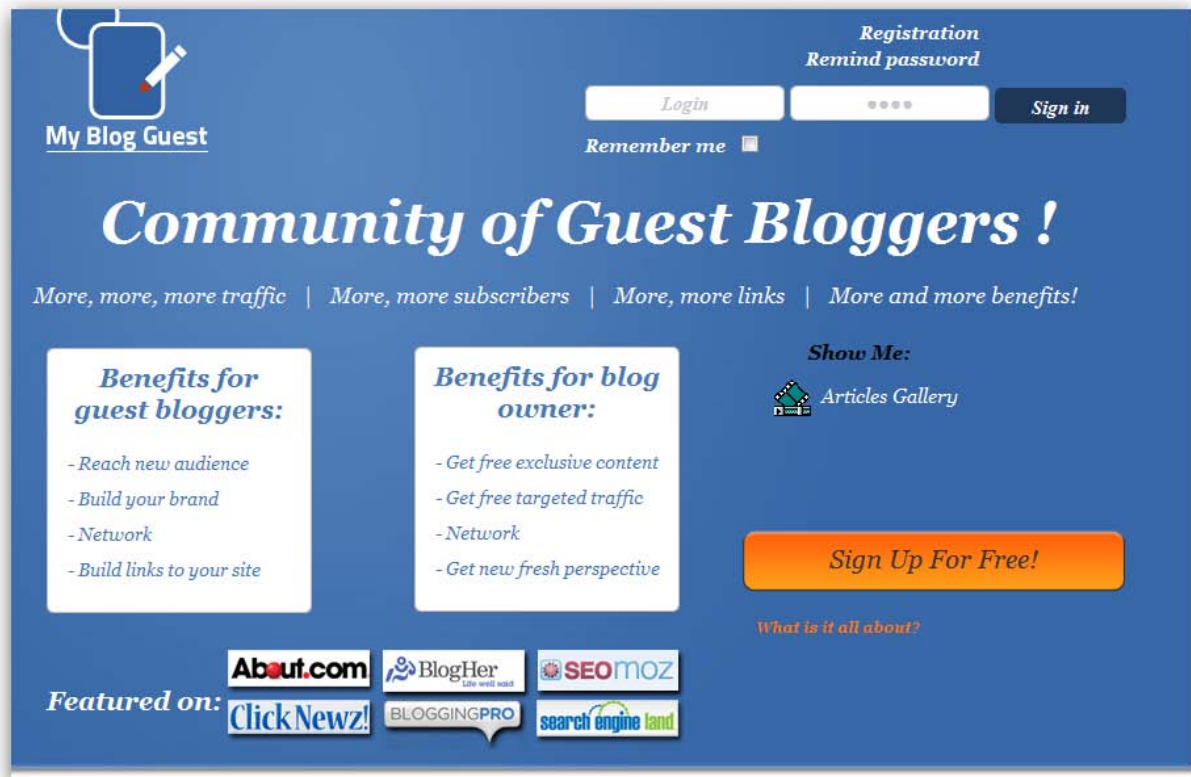 My Blog Guest
Registration
Remind password
Login
Sign in
Remember me
Community of Guest Bloggers !
More, more, more traffic | More, more subscribers | More, more links | More and more benefits!
Benefits for
guest bloggers:
- Reach new audience
- Build your brand
- Network
- Build links to your site
Benefits for blog
owner:
- Get free exclusive content
- Get free targeted traffic
- Network
- Get new fresh perspective
Show Me:
Articles Gallery
Sign Up For Free!
What is it all about?
Featured on:
About.com
BlogHer
Life well said
SEOmoz
ClickNewz!
BLOGGINGPRO
search engine land